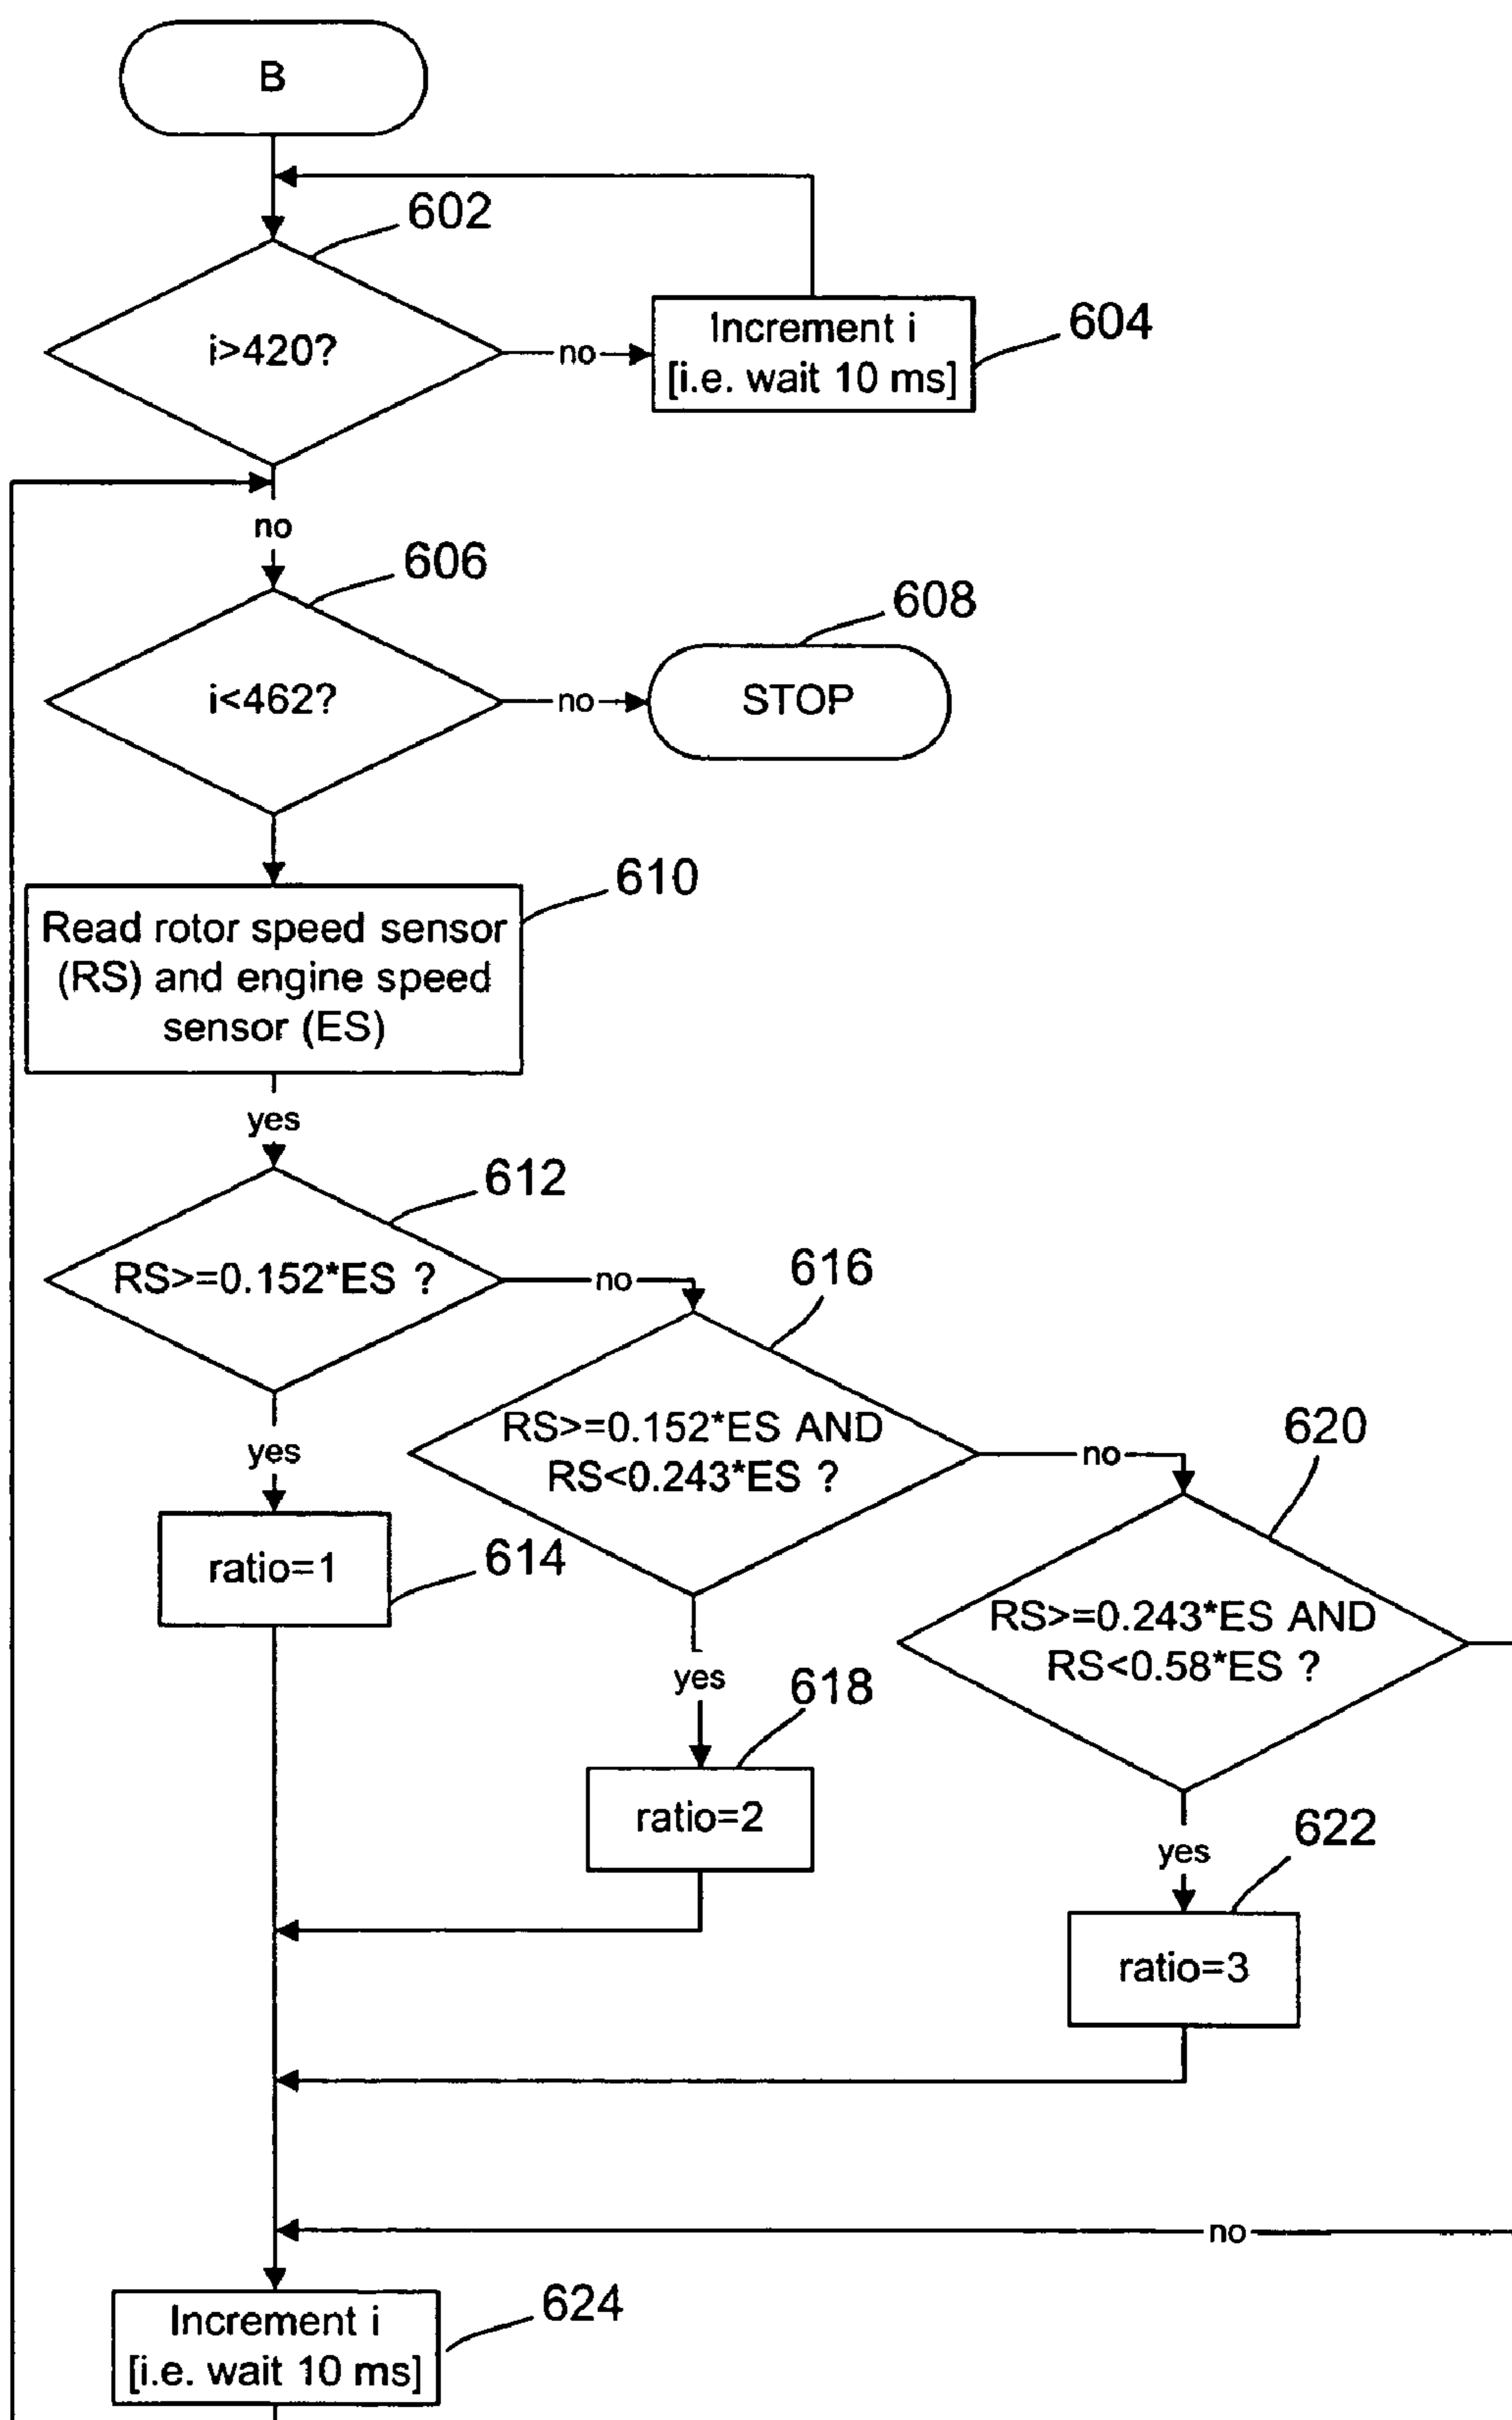 B
602
i>420?
no
Increment i
[i.e. wait 10 ms]
604
no
606
i<462?
no
608
STOP
610
Read rotor speed sensor
(RS) and engine speed
sensor (ES)
yes
612
RS>=0.152*ES ?
no
616
RS>=0.152*ES AND
RS<0.243*ES ?
no
620
RS>=0.243*ES AND
RS<0.58*ES ?
yes
ratio=1
614
yes
618
ratio=2
yes
622
ratio=3
no
Increment i
[i.e. wait 10 ms]
624